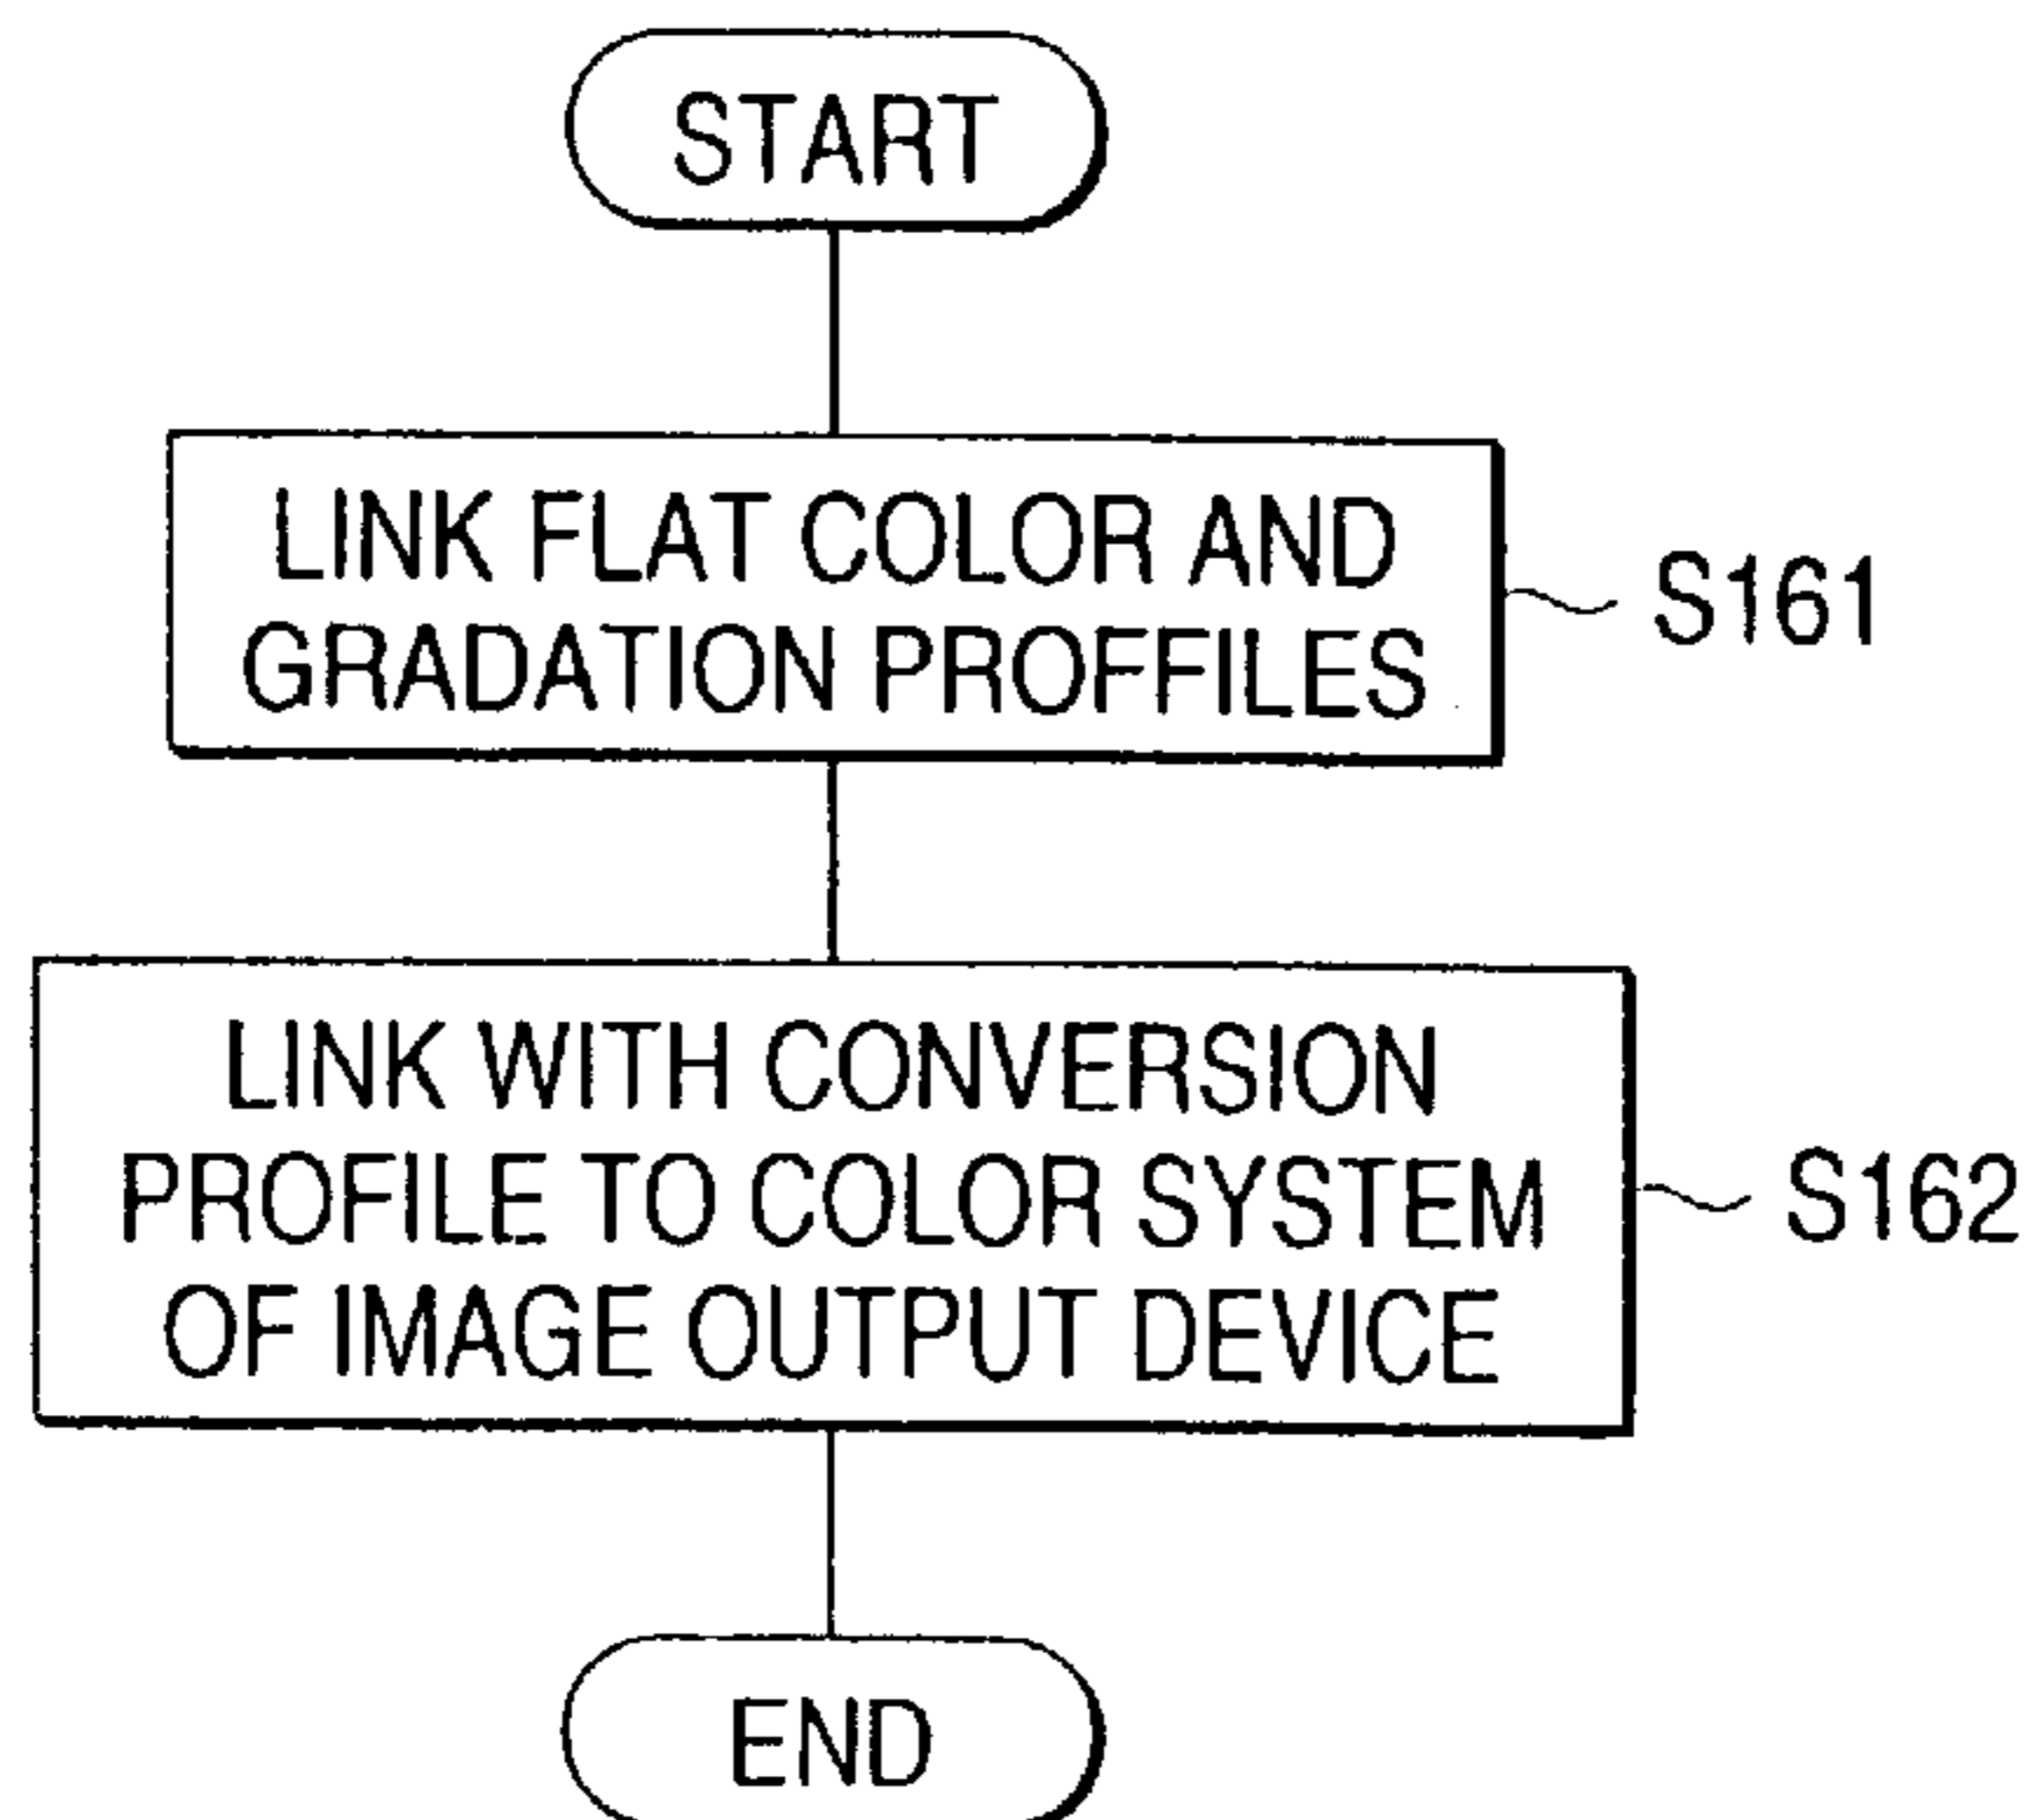 START
LINK FLAT COLOR AND
GRADATION PROFFILES
S161
LINK WITH CONVERSION
PROFILE TO COLOR SYSTEM
OF IMAGE OUTPUT DEVICE
S162
END